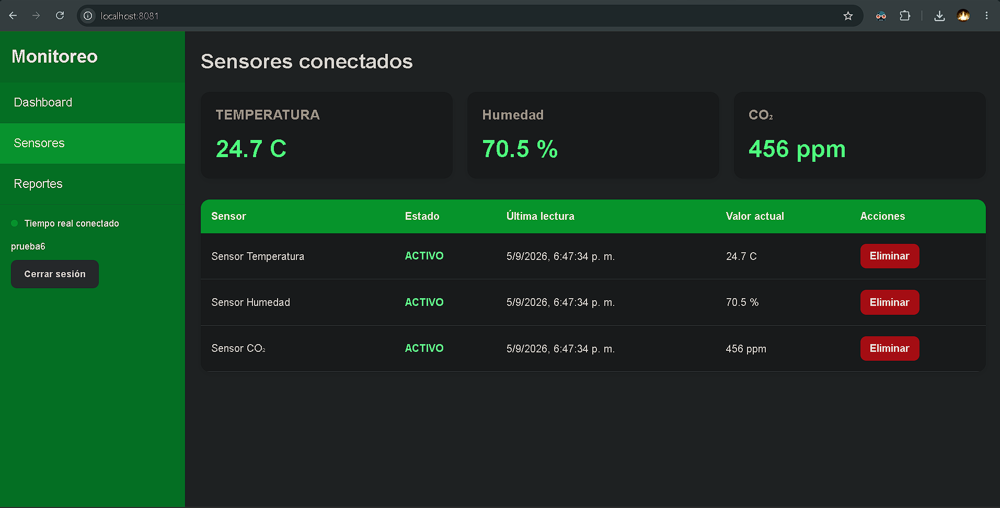 localhost:8081
Monitoreo
Dashboard
Sensores
Reportes
Tiempo real conectado
prueba6
Cerrar sesión
Sensores conectados
TEMPERATURA
24.7 C
Humedad
70.5 %
CO₂
456 ppm
Sensor Estado Última lectura Valor actual Acciones
Sensor Temperatura ACTIVO 5/9/2026, 6:47:34 p. m. 24.7 C Eliminar
Sensor Humedad ACTIVO 5/9/2026, 6:47:34 p. m. 70.5 % Eliminar
Sensor CO₂ ACTIVO 5/9/2026, 6:47:34 p. m. 456 ppm Eliminar